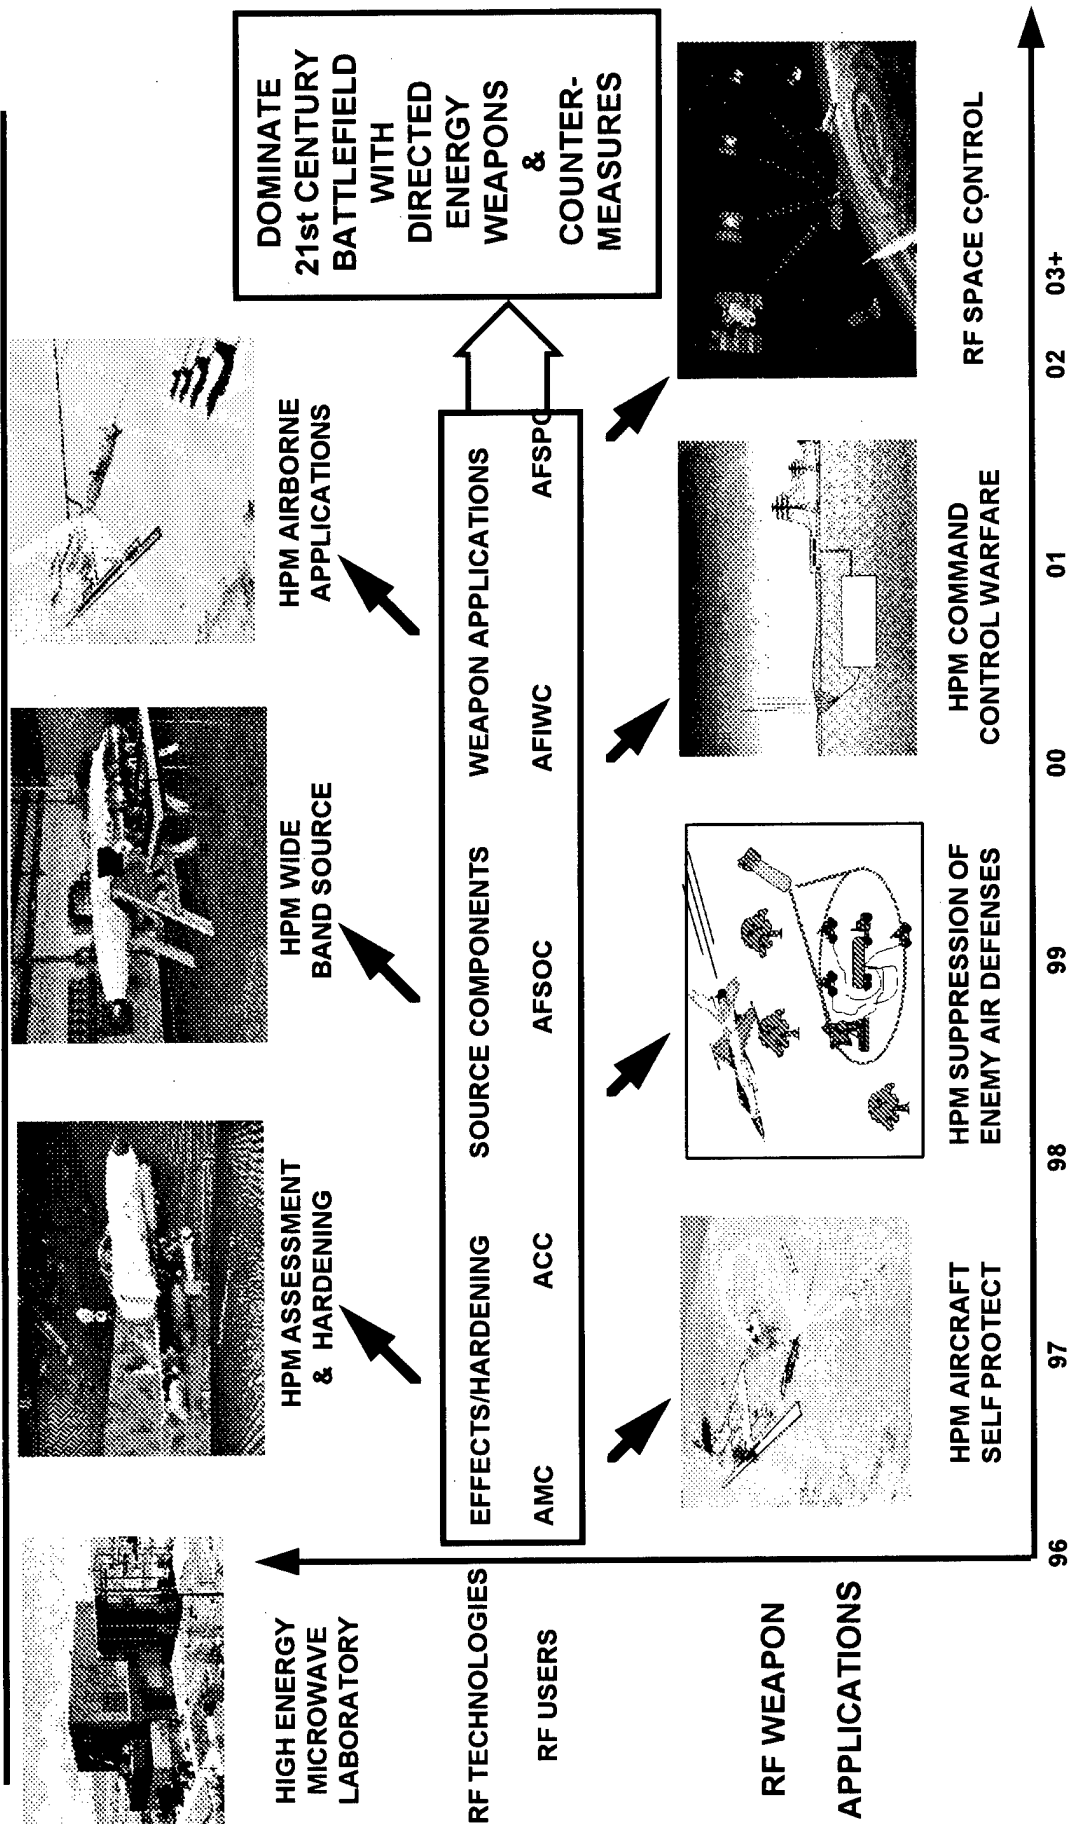 HIGH ENERGY
MICROWAVE
LABORATORY
HPM ASSESSMENT
& HARDENING
HPM WIDE
BAND SOURCE
HPM AIRBORNE
APPLICATIONS
DOMINATE
21st CENTURY
BATTLEFIELD
WITH
DIRECTED
ENERGY
WEAPONS
&
COUNTER-
MEASURES
RF TECHNOLOGIES
EFFECTS/HARDENING SOURCE COMPONENTS WEAPON APPLICATIONS
RF USERS
AMC ACC AFSOC AFIWC AFSPC
RF WEAPON
APPLICATIONS
HPM AIRCRAFT
SELF PROTECT
HPM SUPPRESSION OF
ENEMY AIR DEFENSES
HPM COMMAND
CONTROL WARFARE
RF SPACE CONTROL
96 97 98 99 00 01 02 03+